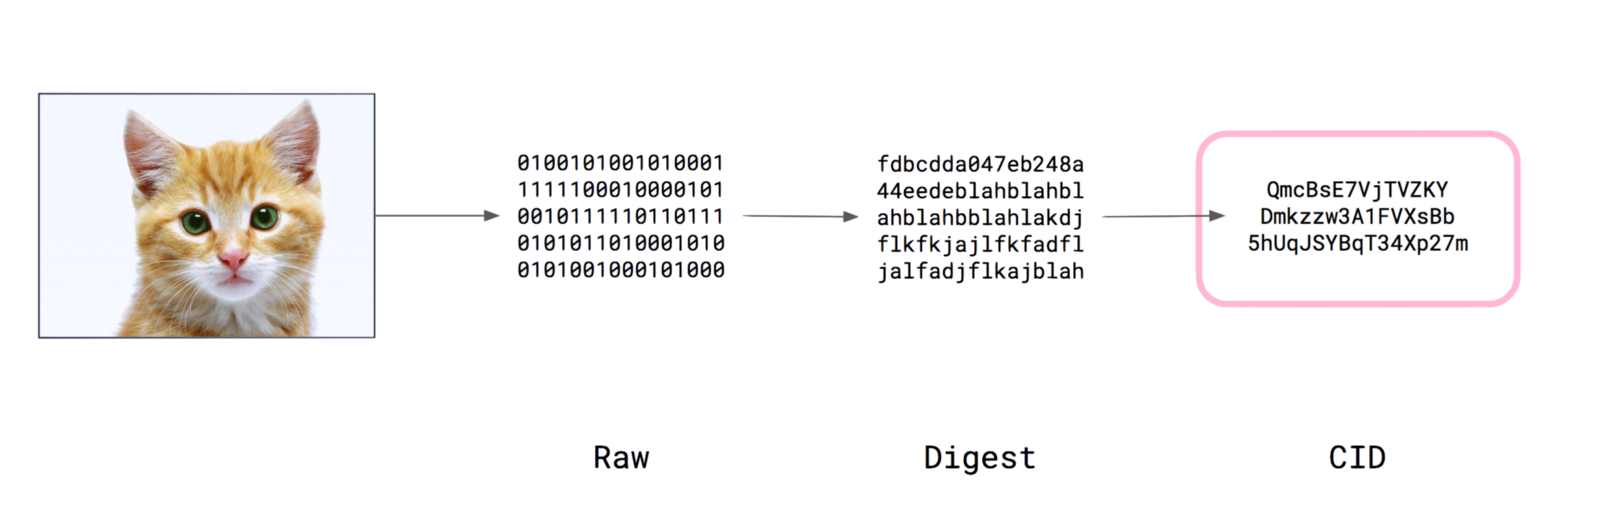 0100101001010001
1111100010000101
0010111110110111
0101011010001010
0101001000101000
fdbcdda047eb248a
44eedeblahblahbl
ahblahbblahlakdj
flkfkjajlfkfadfl
jalfadjflkajblah
QmcBsE7VjTVZKY
Dmkzzw3A1FVXsBb
5hUqJSYBqT34Xp27m
Raw
Digest
CID